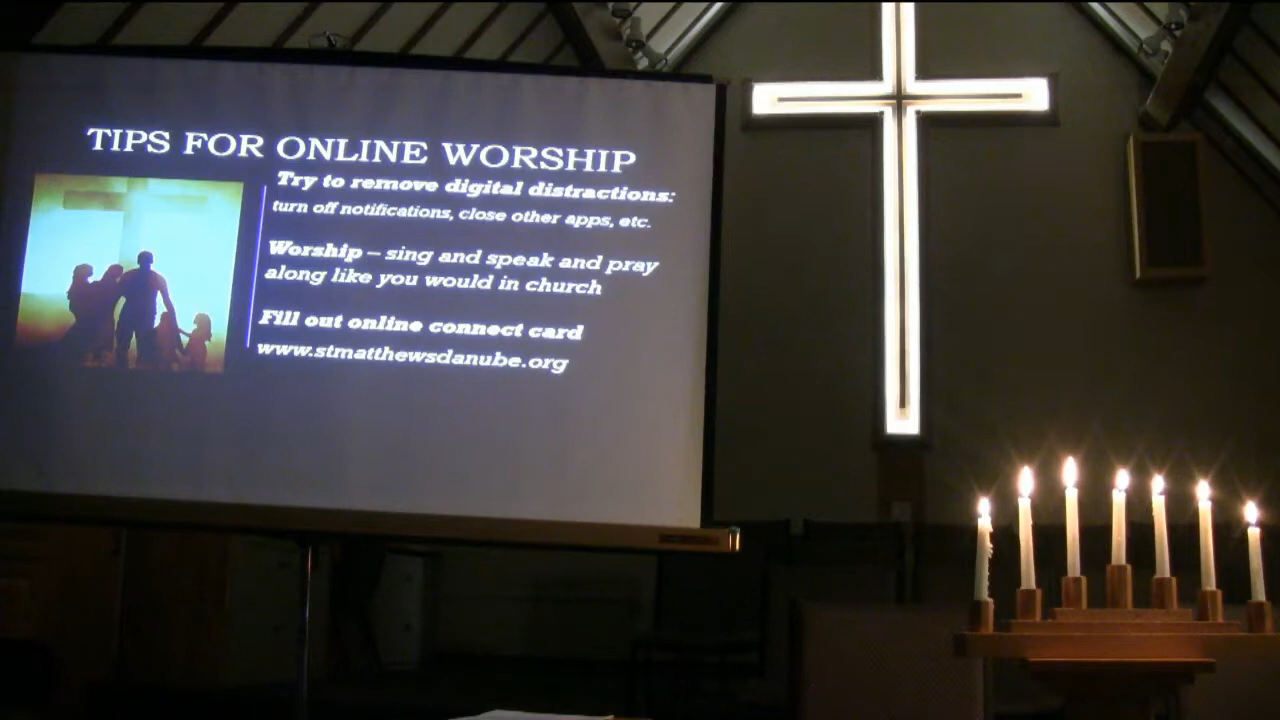 TIPS FOR ONLINE WORSHIP
Try to remove digital distractions:
turn off notifications, close other apps, etc.
Worship – sing and speak and pray
along like you would in church
Fill out online connect card
www.stmatthewsdanube.org